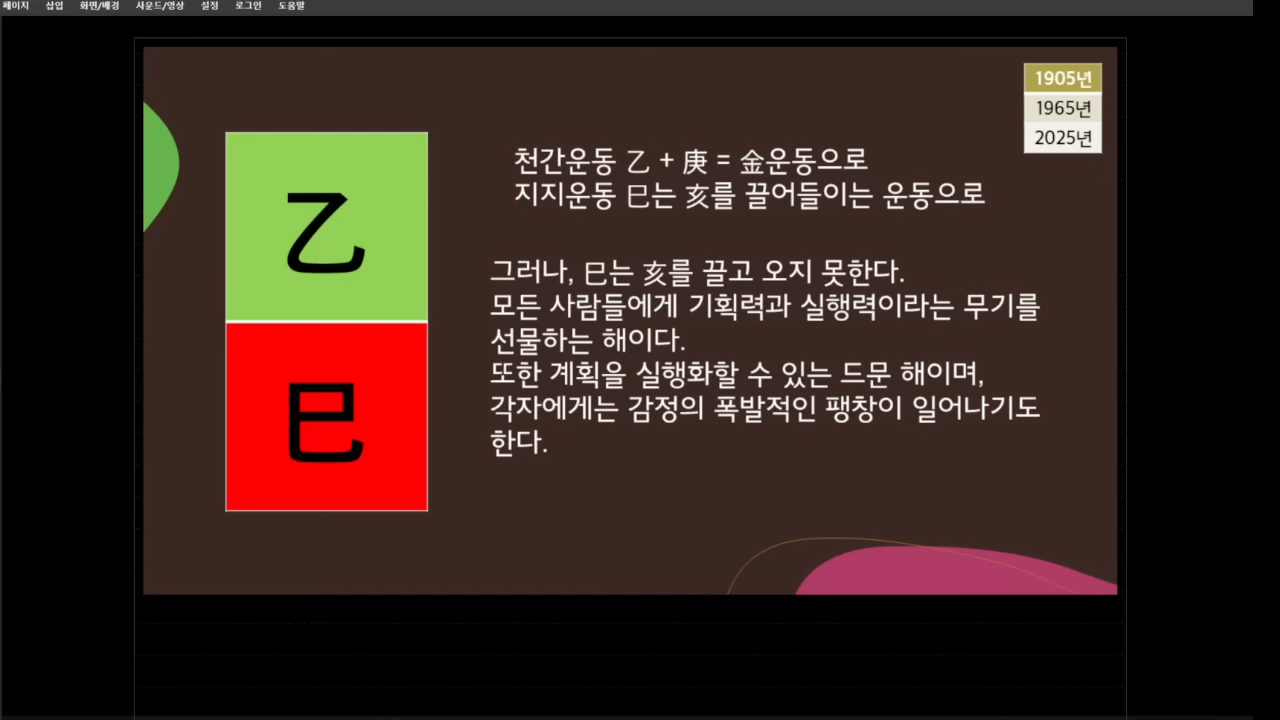 페이지 삽입 화면/배경 사운드/영상 설정 로그인 도움말
1905년
1965년
2025년
乙
巳
천간운동 乙 + 庚 = 金운동으로
지지운동 巳는 亥를 끌어들이는 운동으로
그러나, 巳는 亥를 끌고 오지 못한다.
모든 사람들에게 기획력과 실행력이라는 무기를
선물하는 해이다.
또한 계획을 실행화할 수 있는 드문 해이며,
각자에게는 감정의 폭발적인 팽창이 일어나기도
한다.